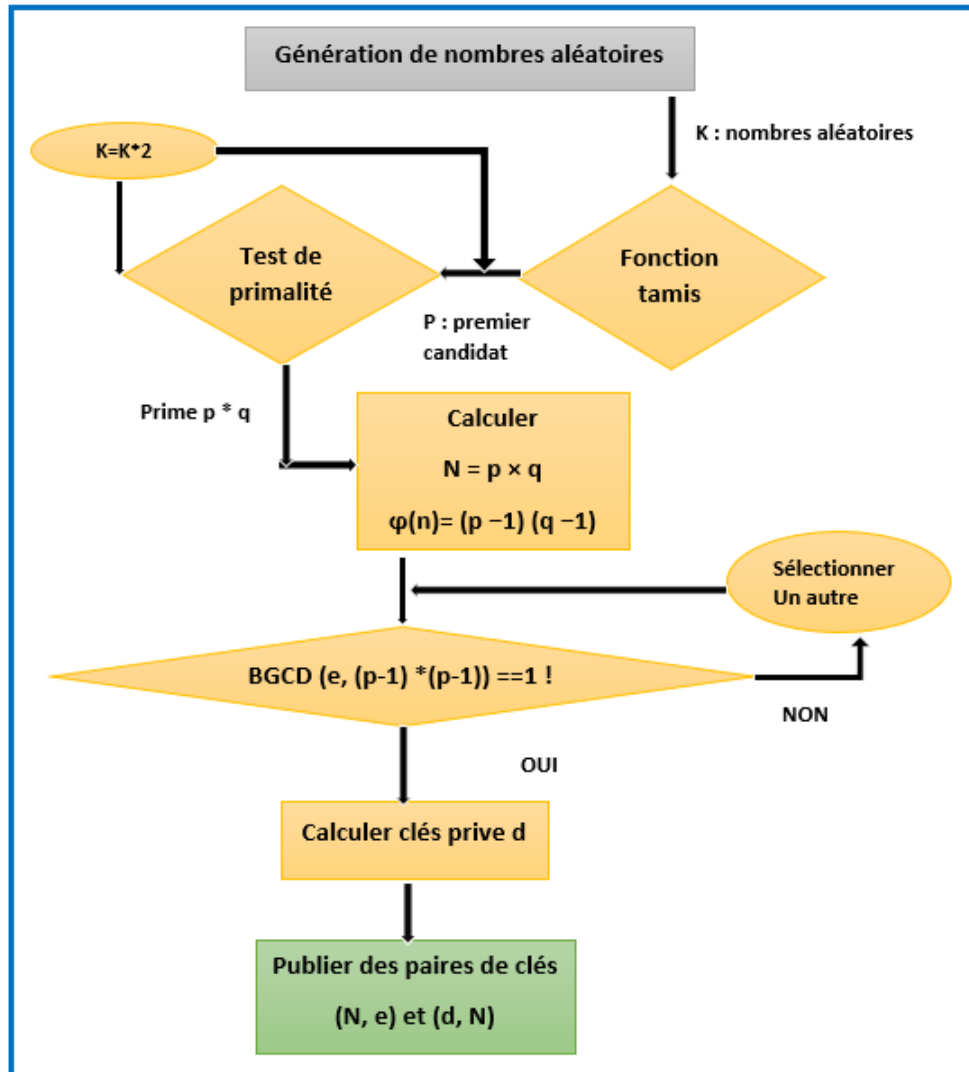 Génération de nombres aléatoires
K : nombres aléatoires
K=K*2
Test de
primalité
Fonction
tamis
P : premier
candidat
Prime p * q
Calculer
N = p × q
φ(n)= (p −1) (q −1)
Sélectionner
Un autre
BGCD (e, (p-1) *(p-1)) ==1 !
NON
OUI
Calculer clés prive d
Publier des paires de clés
(N, e) et (d, N)